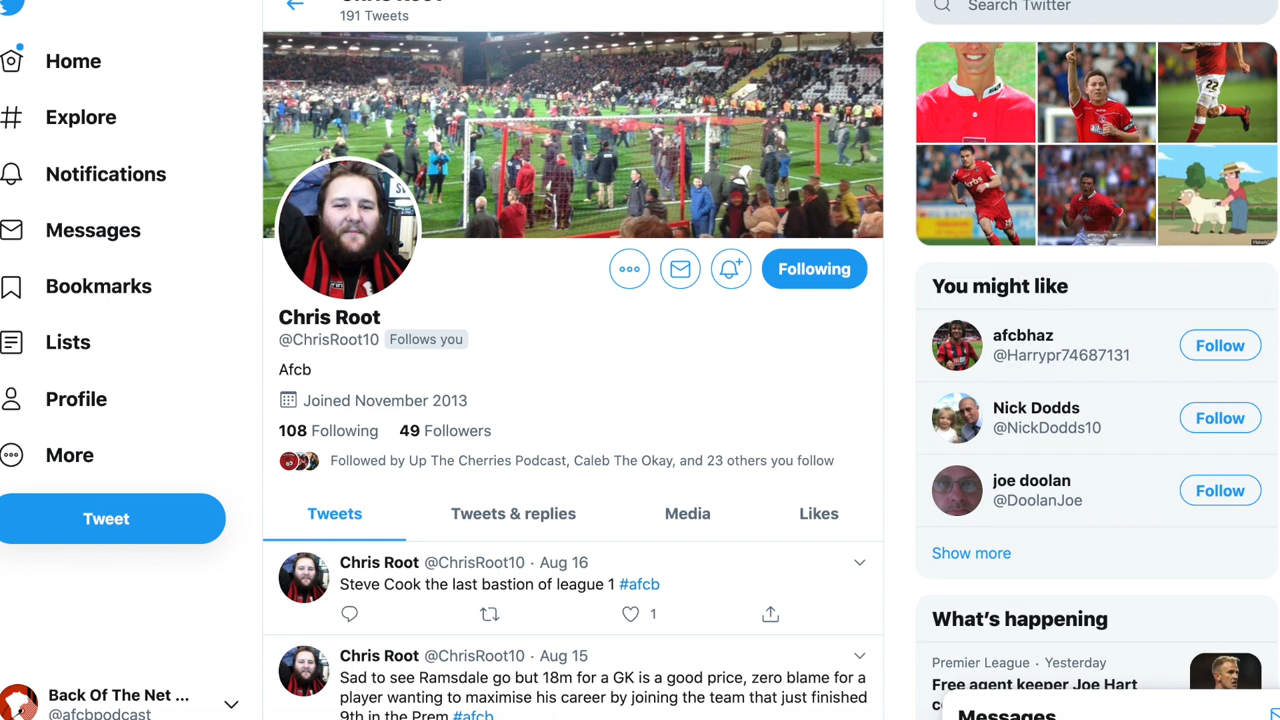 Home
Explore
Notifications
Messages
Bookmarks
Lists
Profile
More
Tweet
Back Of The Net ...
@afcbpodcast
191 Tweets
Following
Chris Root
@ChrisRoot10 Follows you
Afcb
Joined November 2013
108 Following 49 Followers
Followed by Up The Cherries Podcast, Caleb The Okay, and 23 others you follow
Tweets Tweets & replies Media Likes
Chris Root @ChrisRoot10 · Aug 16
Steve Cook the last bastion of league 1 #afcb
1
Chris Root @ChrisRoot10 · Aug 15
Sad to see Ramsdale go but 18m for a GK is a good price, zero blame for a
player wanting to maximise his career by joining the team that just finished
9th in the Prem #afcb
Search Twitter
22
You might like
afcbhaz
@Harrypr74687131
Follow
Nick Dodds
@NickDodds10
Follow
joe doolan
@DoolanJoe
Follow
Show more
What's happening
Premier League · Yesterday
Free agent keeper Joe Hart
Messages